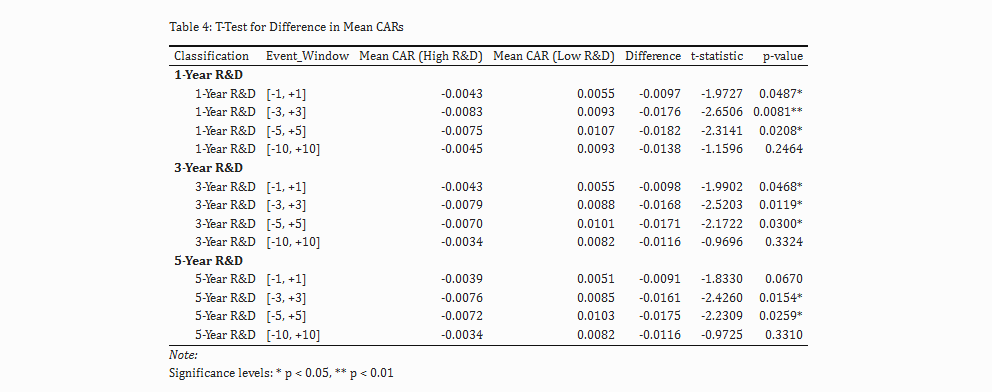 Table 4: T-Test for Difference in Mean CARs
Classification Event_Window Mean CAR (High R&D) Mean CAR (Low R&D) Difference t-statistic p-value
1-Year R&D
1-Year R&D [-1, +1] -0.0043 0.0055 -0.0097 -1.9727 0.0487*
1-Year R&D [-3, +3] -0.0083 0.0093 -0.0176 -2.6506 0.0081**
1-Year R&D [-5, +5] -0.0075 0.0107 -0.0182 -2.3141 0.0208*
1-Year R&D [-10, +10] -0.0045 0.0093 -0.0138 -1.1596 0.2464
3-Year R&D
3-Year R&D [-1, +1] -0.0043 0.0055 -0.0098 -1.9902 0.0468*
3-Year R&D [-3, +3] -0.0079 0.0088 -0.0168 -2.5203 0.0119*
3-Year R&D [-5, +5] -0.0070 0.0101 -0.0171 -2.1722 0.0300*
3-Year R&D [-10, +10] -0.0034 0.0082 -0.0116 -0.9696 0.3324
5-Year R&D
5-Year R&D [-1, +1] -0.0039 0.0051 -0.0091 -1.8330 0.0670
5-Year R&D [-3, +3] -0.0076 0.0085 -0.0161 -2.4260 0.0154*
5-Year R&D [-5, +5] -0.0072 0.0103 -0.0175 -2.2309 0.0259*
5-Year R&D [-10, +10] -0.0034 0.0082 -0.0116 -0.9725 0.3310
Note:
Significance levels: * p < 0.05, ** p < 0.01